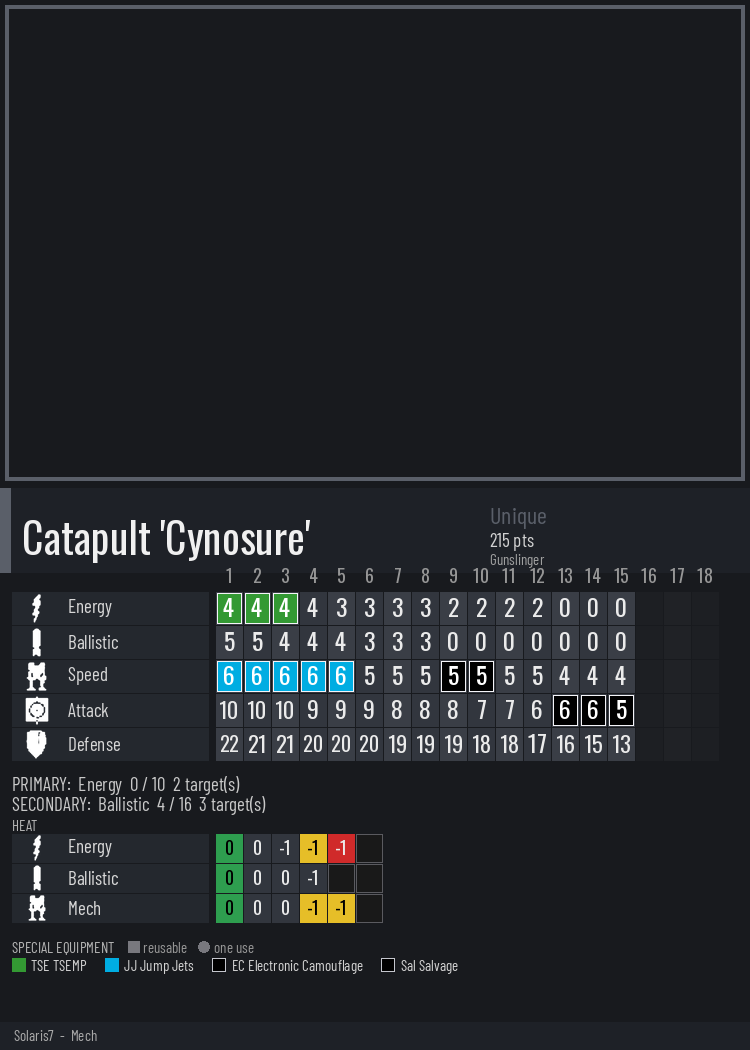 Catapult 'Cynosure'
Unique
215 pts
Gunslinger
1 2 3 4 5 6 7 8 9 10 11 12 13 14 15 16 17 18
Energy 4 4 4 4 3 3 3 3 2 2 2 2 0 0 0
Ballistic 5 5 4 4 4 3 3 3 0 0 0 0 0 0 0
Speed 6 6 6 6 6 5 5 5 5 5 5 5 4 4 4
Attack 10 10 10 9 9 9 8 8 8 7 7 6 6 6 5
Defense 22 21 21 20 20 20 19 19 19 18 18 17 16 15 13
PRIMARY: Energy 0 / 10 2 target(s)
SECONDARY: Ballistic 4 / 16 3 target(s)
HEAT
Energy 0 0 -1 -1 -1
Ballistic 0 0 0 -1
Mech 0 0 0 -1 -1
SPECIAL EQUIPMENT reusable one use
TSE TSEMP JJ Jump Jets EC Electronic Camouflage Sal Salvage
Solaris7 - Mech